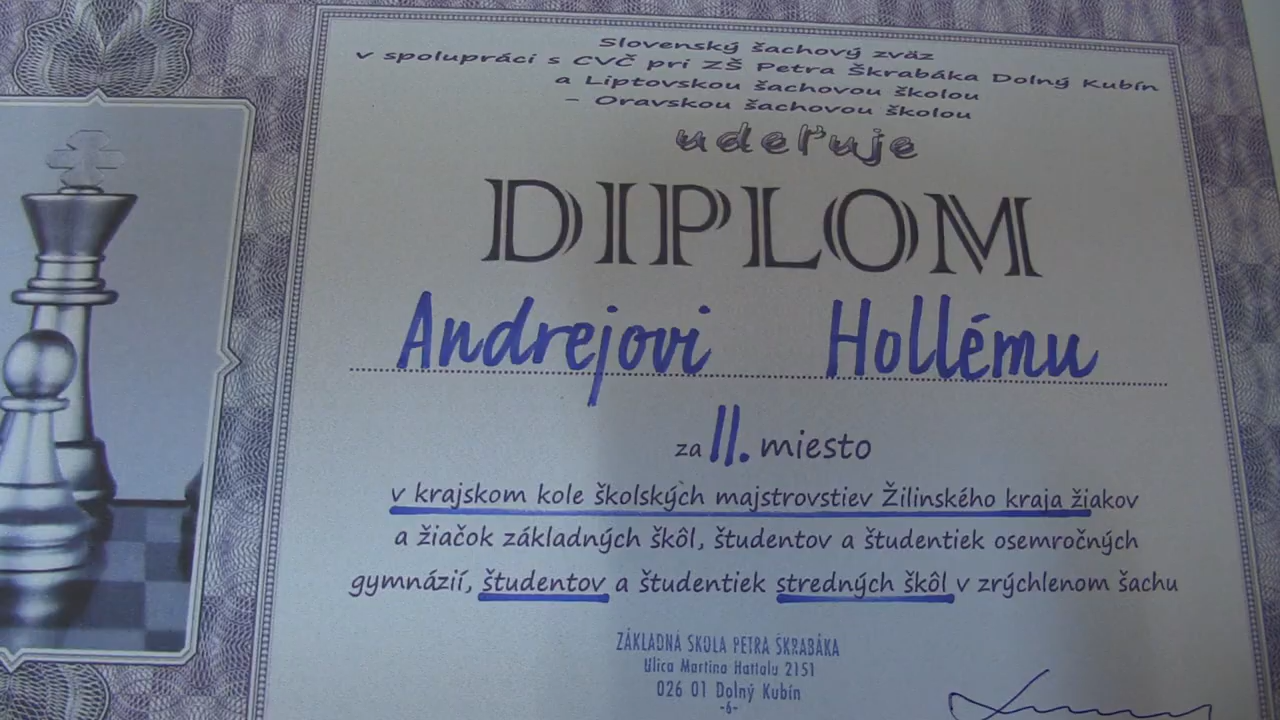 Slovenský šachový zväz
v spolupráci s CVČ pri ZŠ Petra Škrabáka Dolný Kubín
a Liptovskou šachovou školou
– Oravskou šachovou školou
udeľuje
DIPLOM
Andrejovi Hollému
za II. miesto
v krajskom kole školských majstrovstiev Žilinského kraja žiakov
a žiačok základných škôl, študentov a študentiek osemročných
gymnázií, študentov a študentiek stredných škôl v zrýchlenom šachu
ZÁKLADNÁ ŠKOLA PETRA ŠKRABÁKA
Ulica Martina Hattalu 2151
026 01 Dolný Kubín
-6-